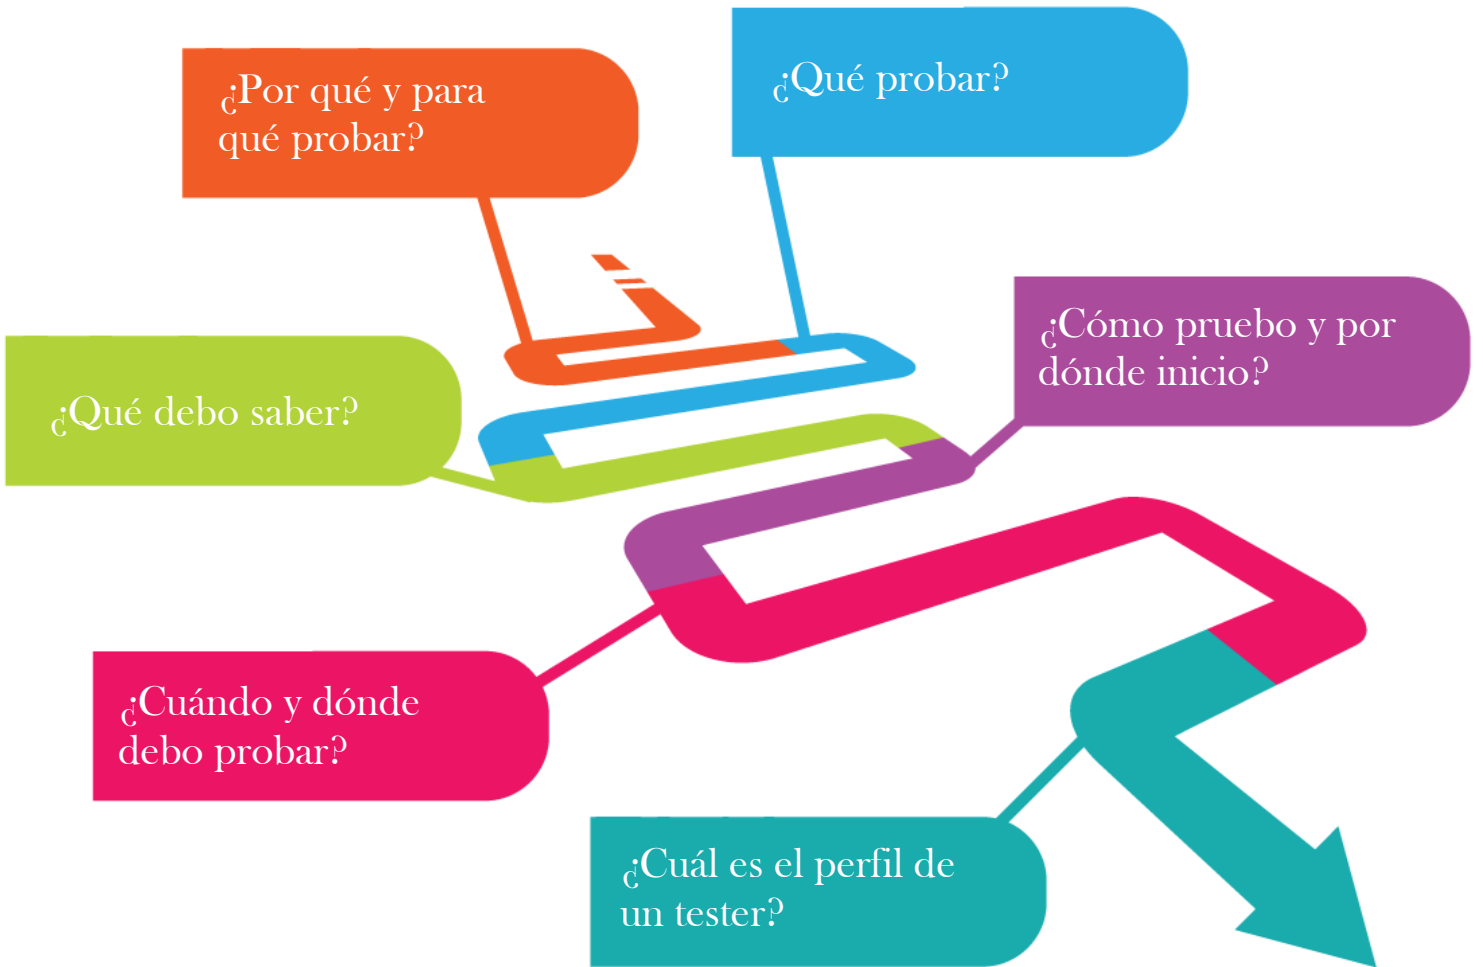 ¿Por qué y para
qué probar?
¿Qué probar?
¿Qué debo saber?
¿Cómo pruebo y por
dónde inicio?
¿Cuándo y dónde
debo probar?
¿Cuál es el perfil de
un tester?